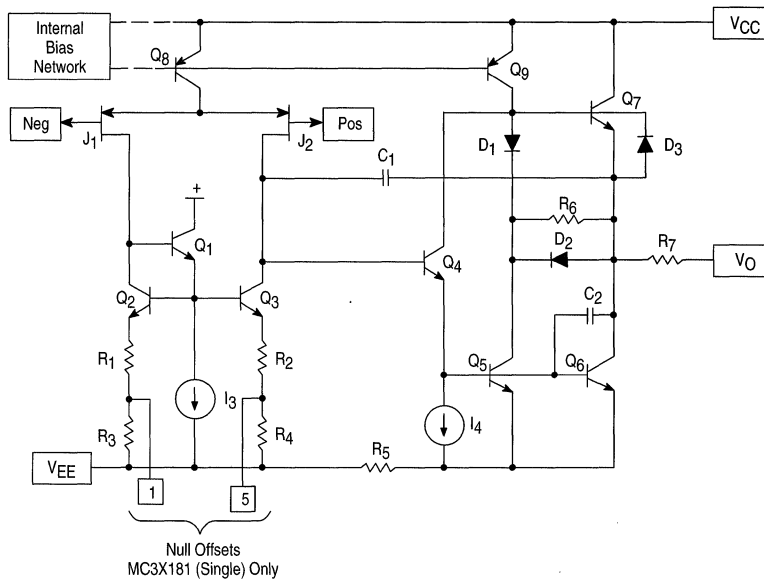 Internal
Bias
Network
VCC
Q8
Q9
Q7
Neg
Pos
J1
J2
D1
D3
C1
+
R6
Q1
D2
R7
VO
Q4
Q2
Q3
C2
R1
R2
Q5
Q6
I3
I4
R3
R4
R5
VEE
1
5
Null Offsets
MC3X181 (Single) Only